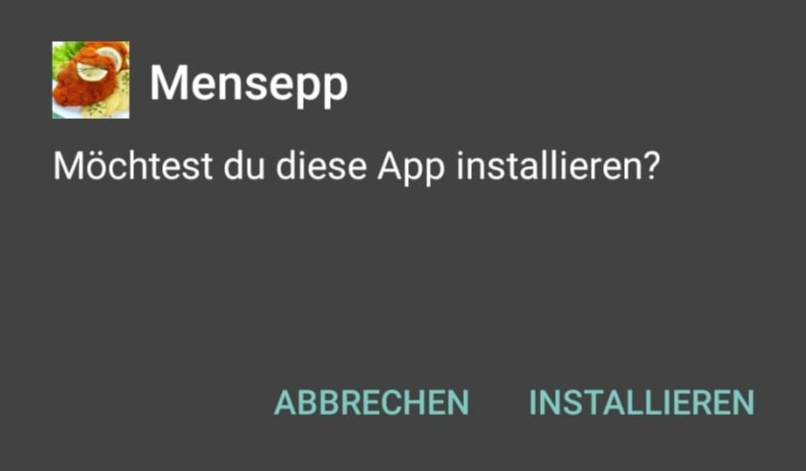 Mensepp
Möchtest du diese App installieren?
ABBRECHEN INSTALLIEREN